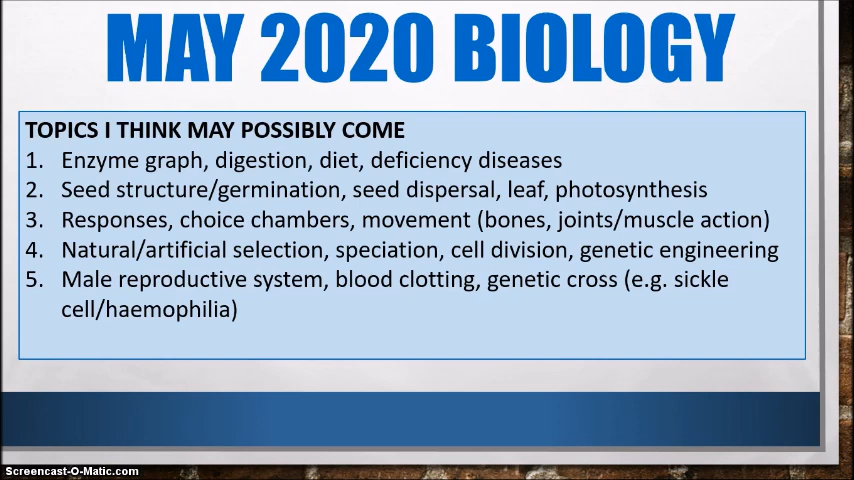 MAY 2020 BIOLOGY
TOPICS I THINK MAY POSSIBLY COME
1. Enzyme graph, digestion, diet, deficiency diseases
2. Seed structure/germination, seed dispersal, leaf, photosynthesis
3. Responses, choice chambers, movement (bones, joints/muscle action)
4. Natural/artificial selection, speciation, cell division, genetic engineering
5. Male reproductive system, blood clotting, genetic cross (e.g. sickle
cell/haemophilia)
Screencast-O-Matic.com